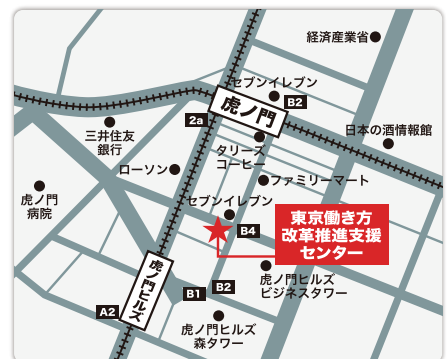 経済産業省
セブンイレブン
B2
虎ノ門
2a
三井住友
銀行
日本の酒情報館
タリーズ
コーヒー
ローソン
ファミリーマート
虎ノ門
病院
セブンイレブン
東京働き方
改革推進支援
センター
B4
虎ノ門ヒルズ
虎ノ門ヒルズ
ビジネスタワー
B1
B2
A2
虎ノ門ヒルズ
森タワー